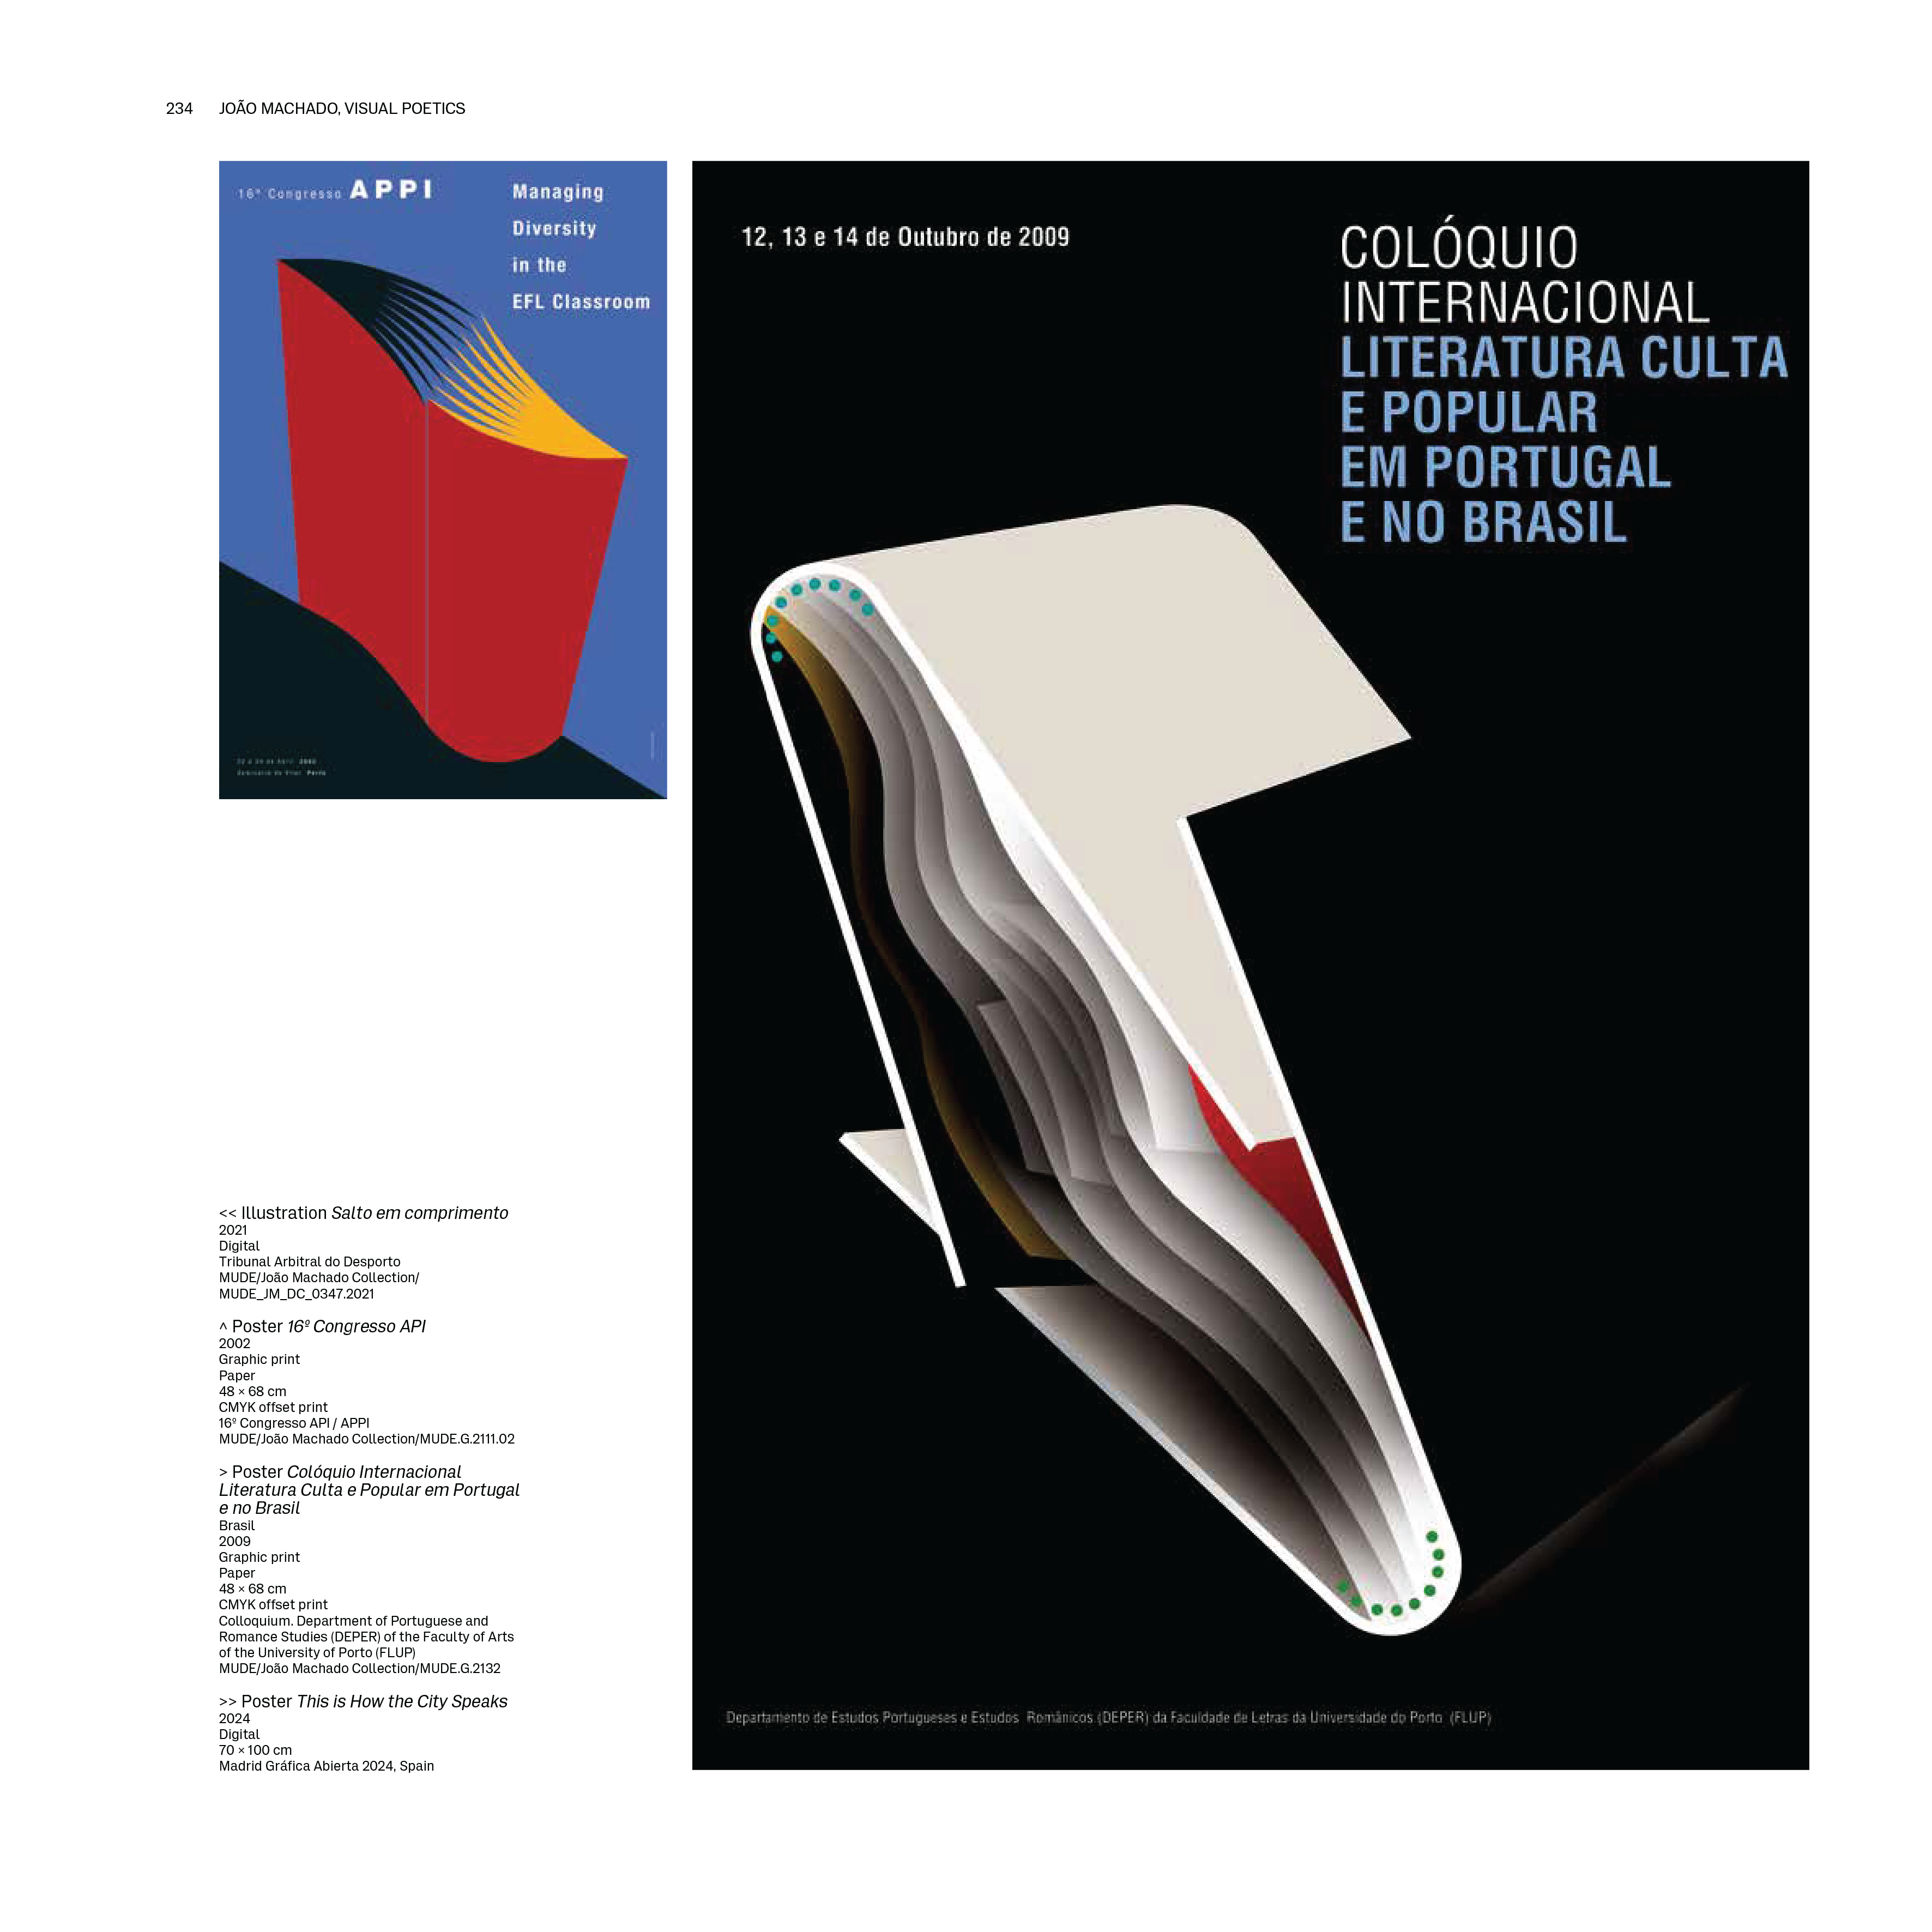 234 JOÃO MACHADO, VISUAL POETICS
16º Congresso APPI
Managing
Diversity
in the
EFL Classroom
de Abril 2002
Seminário de Vilar Porto
12, 13 e 14 de Outubro de 2009
COLÓQUIO
INTERNACIONAL
LITERATURA CULTA
E POPULAR
EM PORTUGAL
E NO BRASIL
Departamento de Estudos Portugueses e Estudos Românicos (DEPER) da Faculdade de Letras da Universidade do Porto (FLUP)
<< Illustration Salto em comprimento
2021
Digital
Tribunal Arbitral do Desporto
MUDE/João Machado Collection/
MUDE_JM_DC_0347.2021
^ Poster 16º Congresso API
2002
Graphic print
Paper
48 × 68 cm
CMYK offset print
16º Congresso API / APPI
MUDE/João Machado Collection/MUDE.G.2111.02
> Poster Colóquio Internacional
Literatura Culta e Popular em Portugal
e no Brasil
Brasil
2009
Graphic print
Paper
48 × 68 cm
CMYK offset print
Colloquium. Department of Portuguese and
Romance Studies (DEPER) of the Faculty of Arts
of the University of Porto (FLUP)
MUDE/João Machado Collection/MUDE.G.2132
>> Poster This is How the City Speaks
2024
Digital
70 × 100 cm
Madrid Gráfica Abierta 2024, Spain